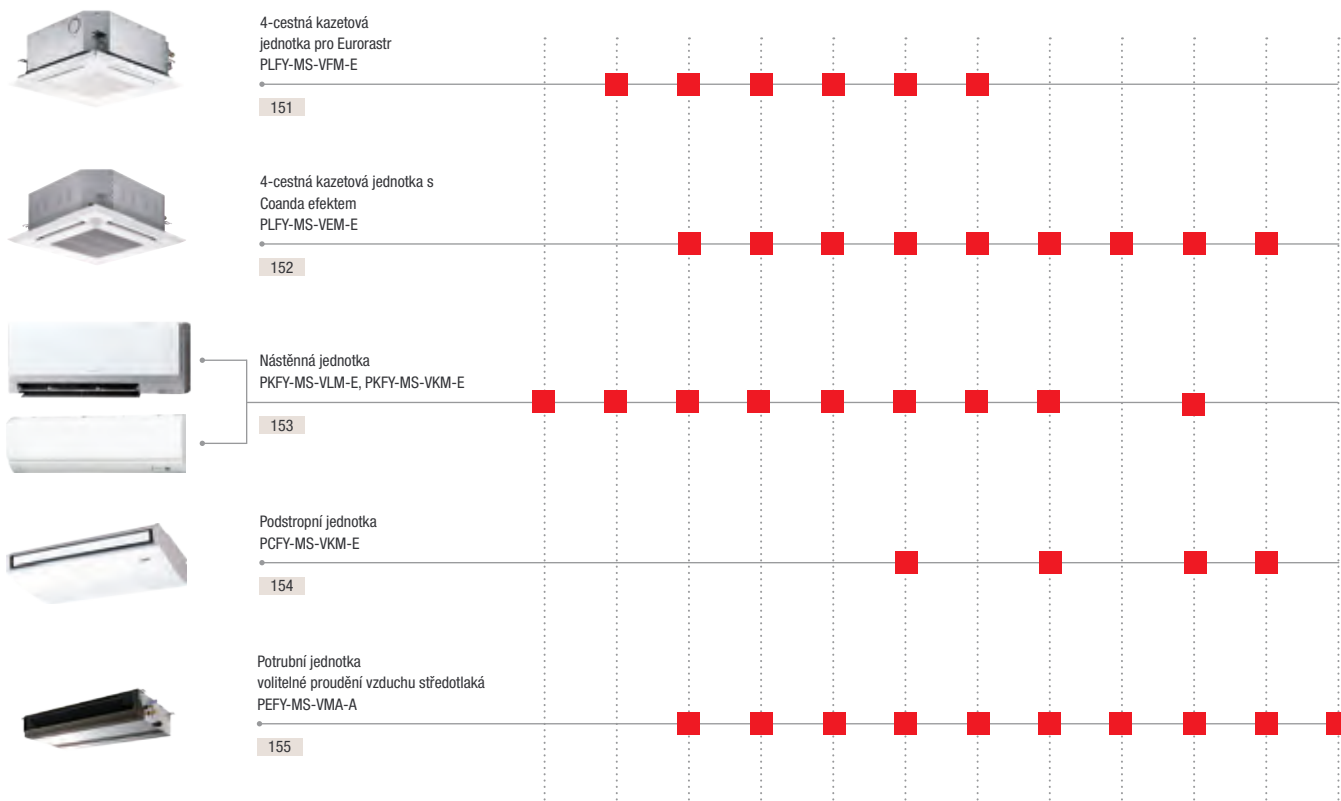 4-cestná kazetová
jednotka pro Eurorastr
PLFY-MS-VFM-E
151
4-cestná kazetová jednotka s
Coanda efektem
PLFY-MS-VEM-E
152
Nástěnná jednotka
PKFY-MS-VLM-E, PKFY-MS-VKM-E
153
Podstropní jednotka
PCFY-MS-VKM-E
154
Potrubní jednotka
volitelné proudění vzduchu středotlaká
PEFY-MS-VMA-A
155